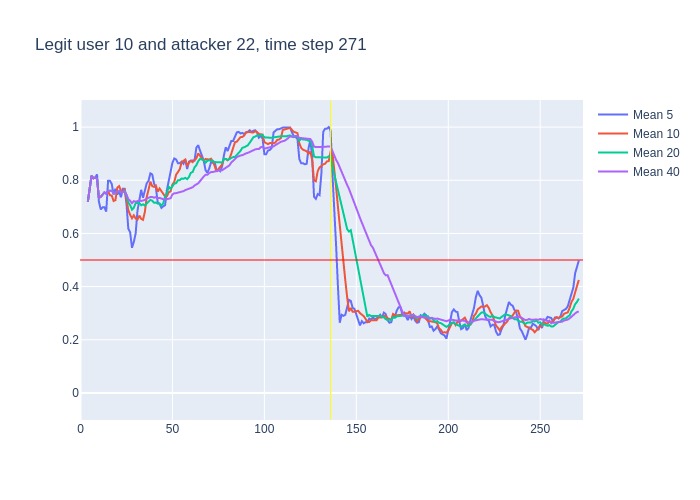 Legit user 10 and attacker 22, time step 271
Mean 5
Mean 10
Mean 20
Mean 40
1
0.8
0.6
0.4
0.2
0
0 50 100 150 200 250